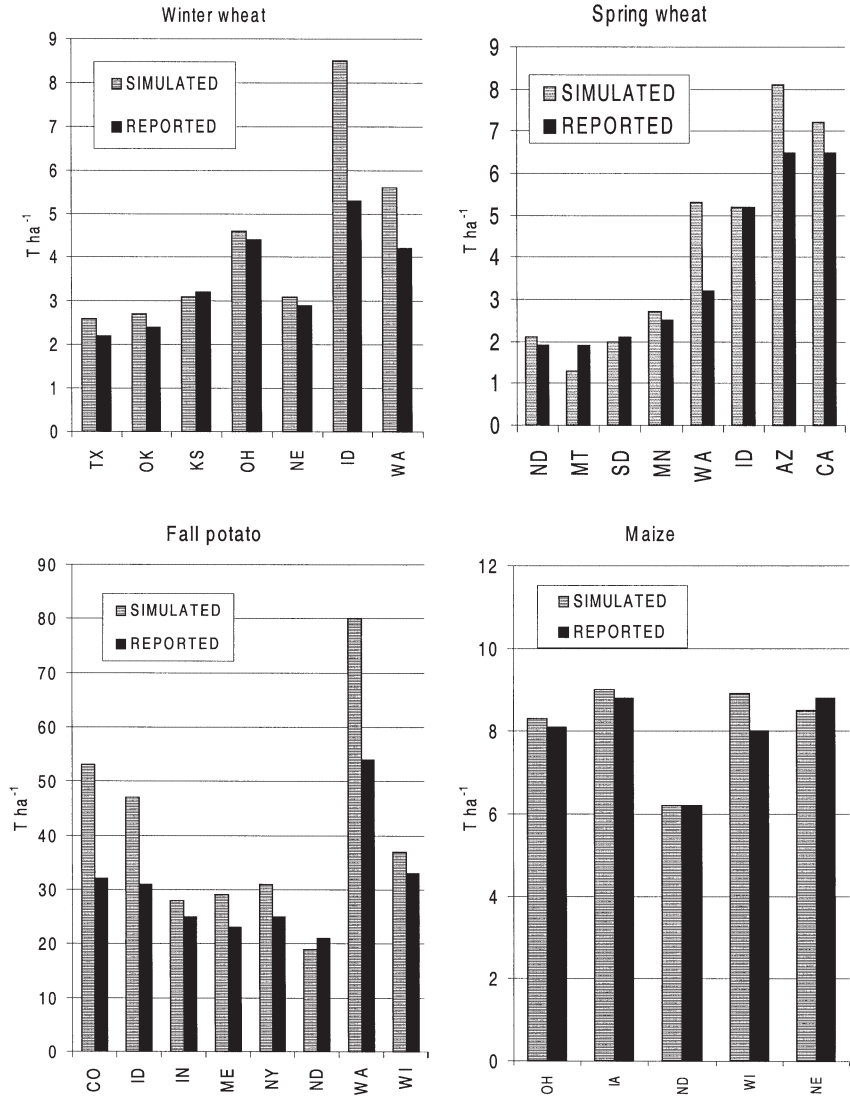 Winter wheat
9
8
7
6
5
4
3
2
1
0
T ha⁻¹
SIMULATED
REPORTED
TX OK KS OH NE ID WA
Spring wheat
9
8
7
6
5
4
3
2
1
0
T ha⁻¹
SIMULATED
REPORTED
ND MT SD MN WA ID AZ CA
Fall potato
90
80
70
60
50
40
30
20
10
0
T ha⁻¹
SIMULATED
REPORTED
CO ID IN ME NY ND WA WI
Maize
12
10
8
6
4
2
0
T ha⁻¹
SIMULATED
REPORTED
OH IA ND WI NE